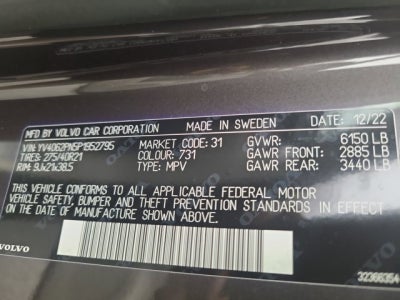 MADE IN SWEDEN 12/22
MFD BY VOLVO CAR CORPORATION
VIN: YV4062PN5P1952795 MARKET CODE: 31 GVWR: 6150 LB
TIRES: 275/40R21 COLOUR: 731 GAWR FRONT: 2885 LB
RIM: 9Jx21x38.5 TYPE: MPV GAWR REAR: 3440 LB
THIS VEHICLE CONFORMS TO ALL APPLICABLE FEDERAL MOTOR
VEHICLE SAFETY, BUMPER AND THEFT PREVENTION STANDARDS IN EFFECT
ON THE DATE OF MANUFACTURE SHOWN ABOVE.
VOLVO
32366354